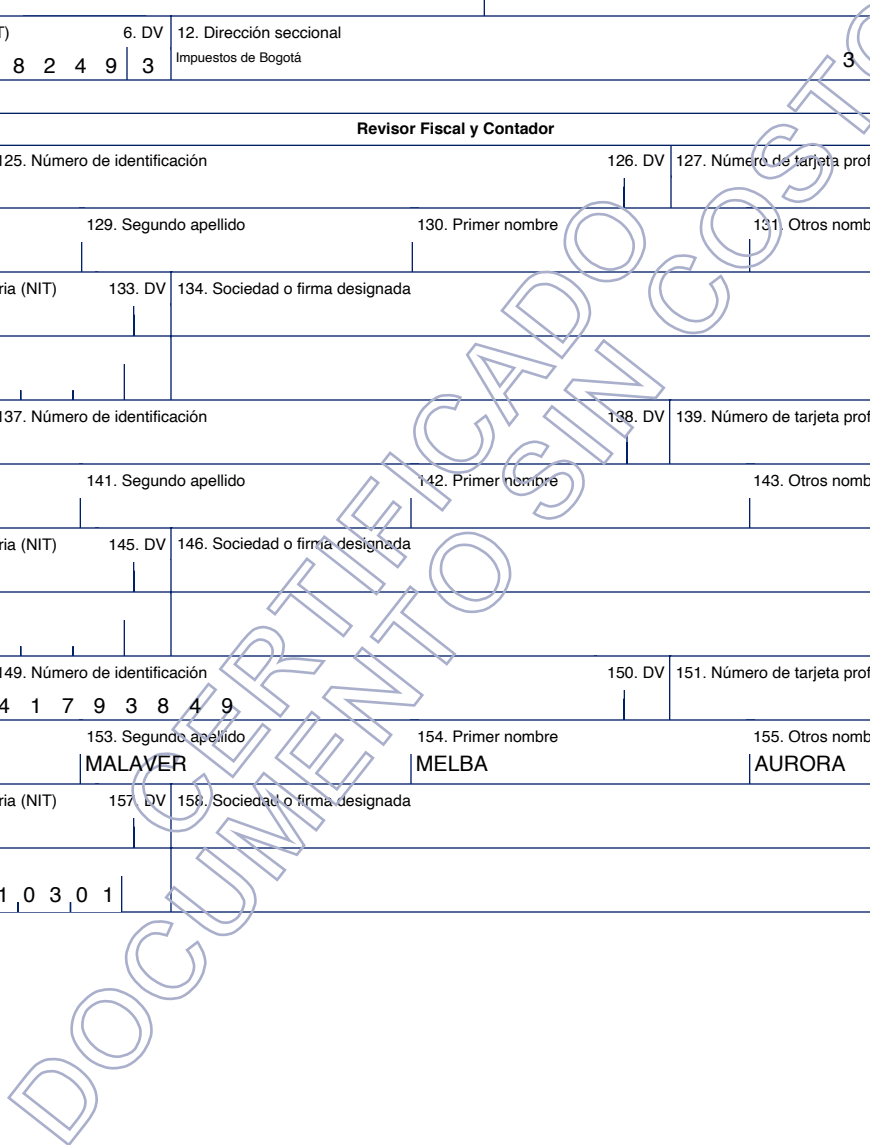 T) 6. DV 12. Dirección seccional
8 2 4 9 3 Impuestos de Bogotá 3
Revisor Fiscal y Contador
125. Número de identificación 126. DV 127. Número de tarjeta prof
129. Segundo apellido 130. Primer nombre 131. Otros nomb
ria (NIT) 133. DV 134. Sociedad o firma designada
137. Número de identificación 138. DV 139. Número de tarjeta prof
141. Segundo apellido 142. Primer nombre 143. Otros nomb
ria (NIT) 145. DV 146. Sociedad o firma designada
149. Número de identificación 150. DV 151. Número de tarjeta prof
4 1 7 9 3 8 4 9
153. Segundo apellido 154. Primer nombre 155. Otros nomb
MALAVER MELBA AURORA
ria (NIT) 157. DV 158. Sociedad o firma designada
1 0 3 0 1
CERTIFICADO
DOCUMENTO SIN COSTO